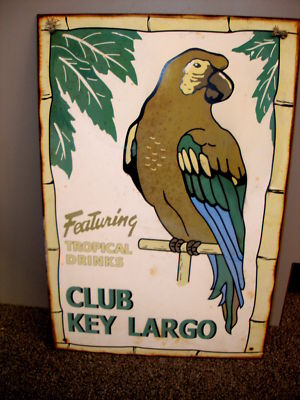 Featuring
TROPICAL
DRINKS
CLUB
KEY LARGO